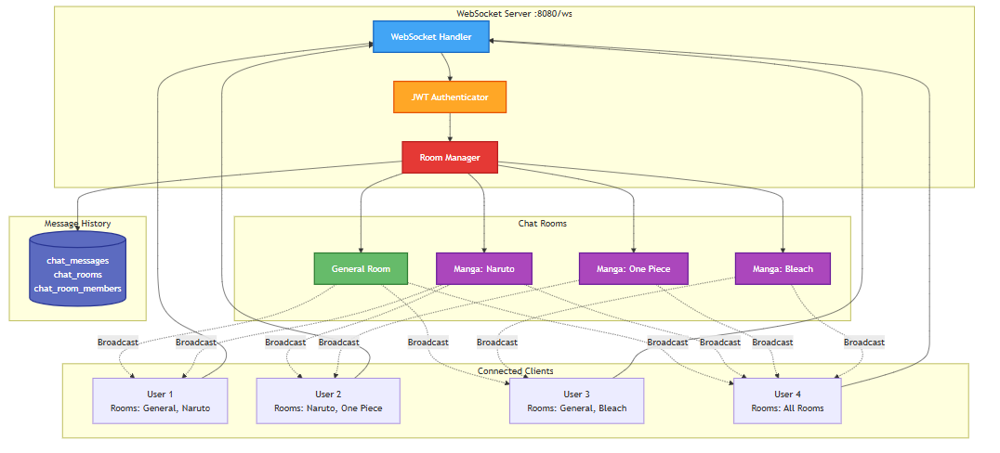 WebSocket Server :8080/ws
WebSocket Handler
JWT Authenticator
Room Manager
Message History
chat_messages
chat_rooms
chat_room_members
Chat Rooms
General Room
Manga: Naruto
Manga: One Piece
Manga: Bleach
Broadcast
Broadcast
Broadcast
Broadcast
Broadcast
Broadcast
Broadcast
Broadcast
Broadcast
Broadcast
Connected Clients
User 1
Rooms: General, Naruto
User 2
Rooms: Naruto, One Piece
User 3
Rooms: General, Bleach
User 4
Rooms: All Rooms